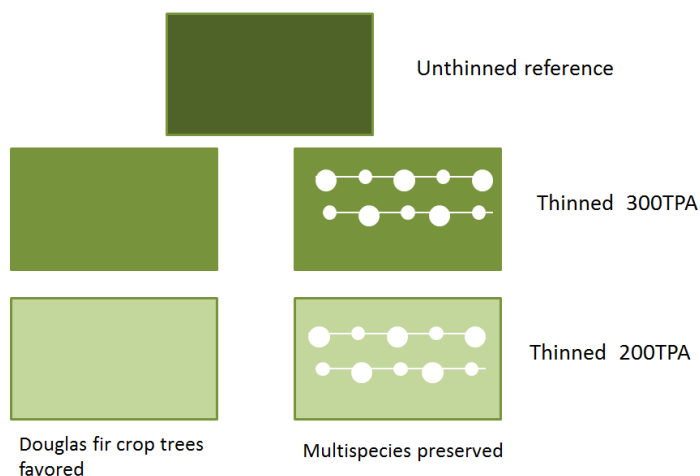 Unthinned reference
Thinned 300TPA
Thinned 200TPA
Douglas fir crop trees
favored
Multispecies preserved